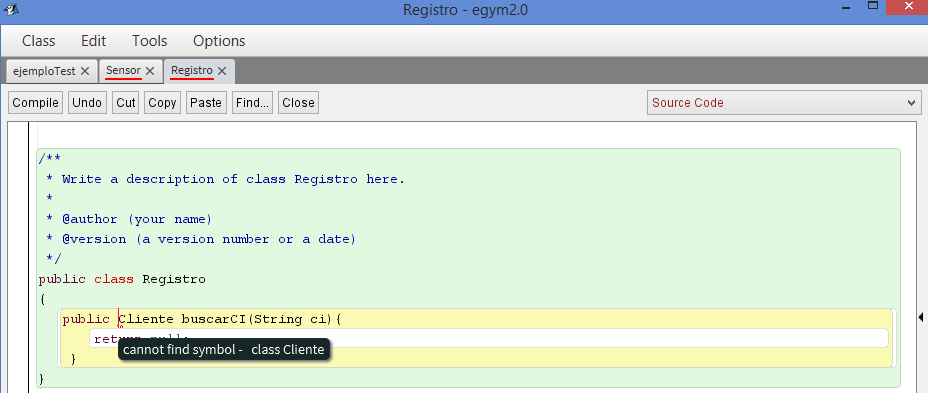 Registro - egym2.0
Class Edit Tools Options
ejemploTest Sensor Registro
Compile Undo Cut Copy Paste Find... Close Source Code
/**
* Write a description of class Registro here.
*
* @author (your name)
* @version (a version number or a date)
*/
public class Registro
{
public Cliente buscarCI(String ci){
cannot find symbol - class Cliente
}
}